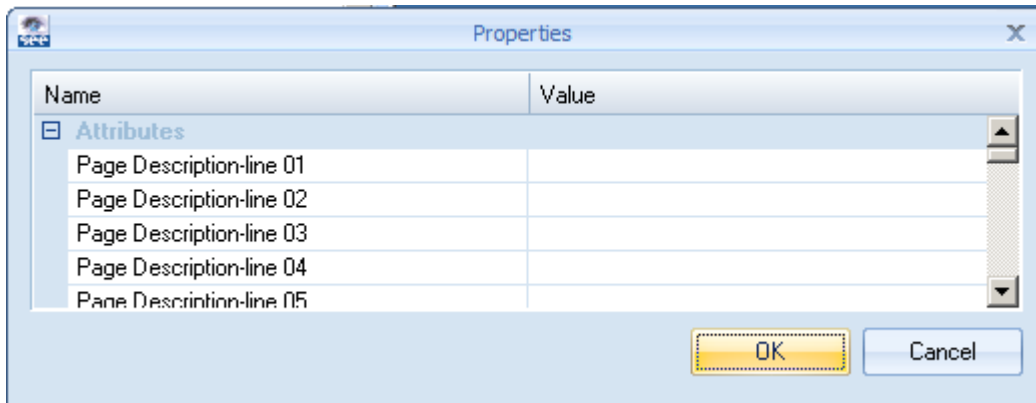 see
Properties
Name Value
Attributes
Page Description-line 01
Page Description-line 02
Page Description-line 03
Page Description-line 04
Page Description-line 05
OK Cancel